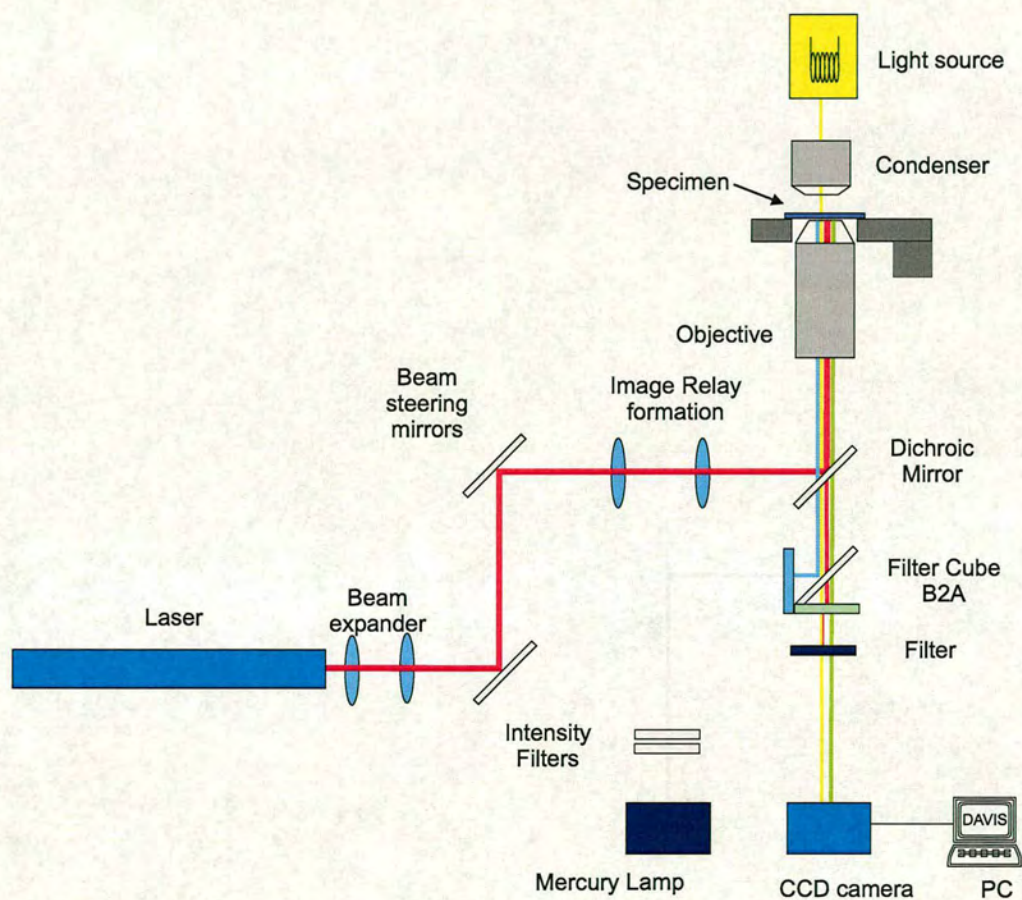 Light source
Condenser
Specimen
Objective
Beam
steering
mirrors
Image Relay
formation
Dichroic
Mirror
Filter Cube
B2A
Laser
Beam
expander
Filter
Intensity
Filters
DAVIS
Mercury Lamp
CCD camera
PC